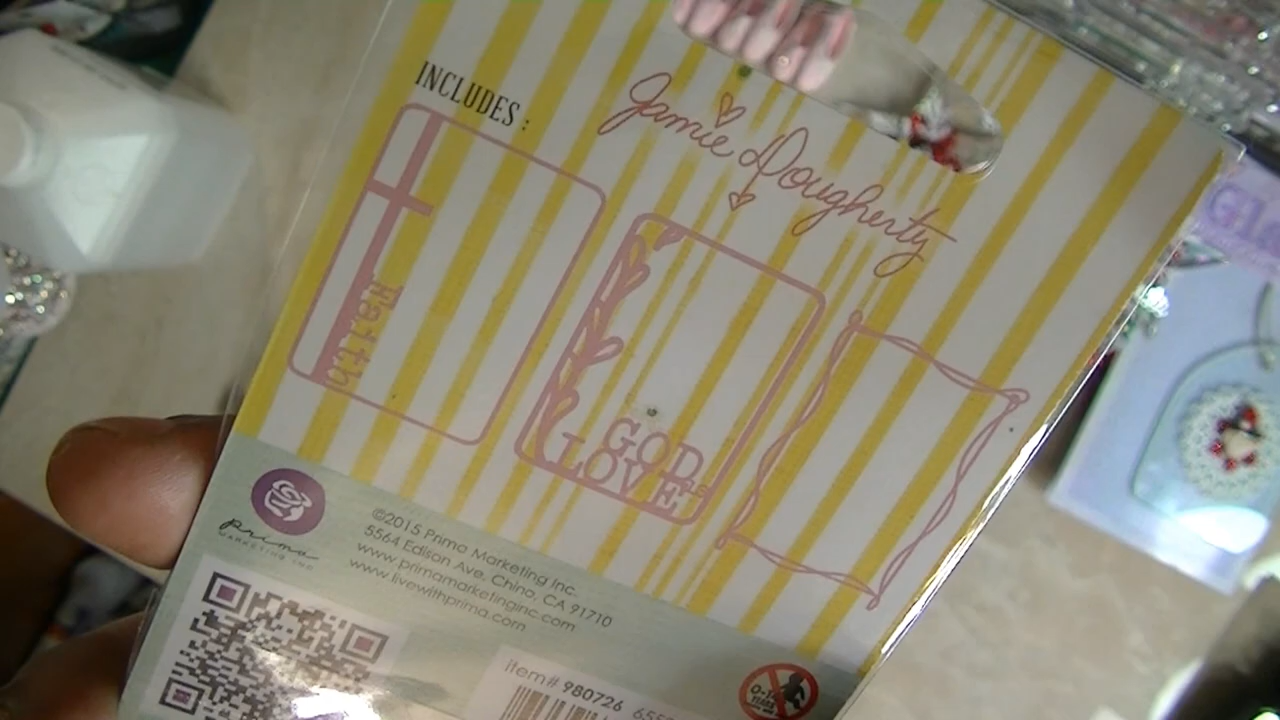 INCLUDES :
Jamie Dougherty
Faith
GOD
LOVE
prima
MARKETING INC
©2015 Prima Marketing Inc.
5564 Edison Ave. Chino, CA 91710
www.primamarketinginc.com
www.livewithprima.com
item# 980726